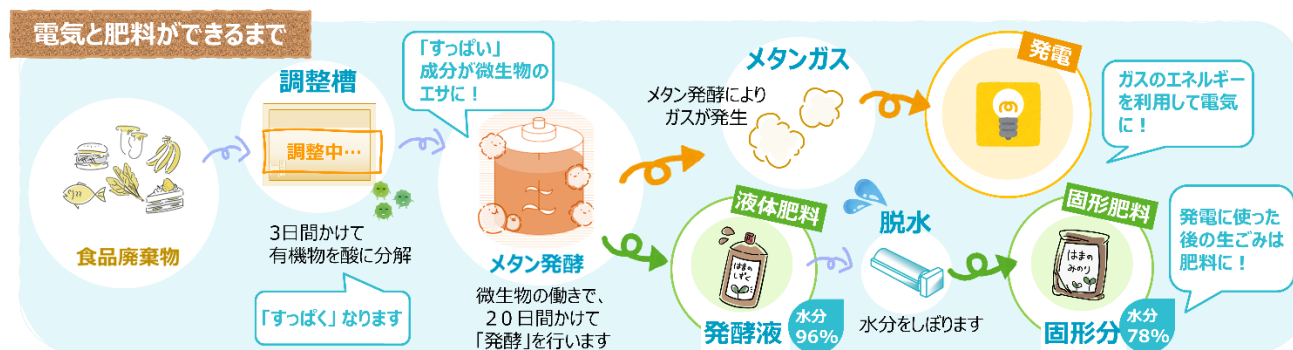 電気と肥料ができるまで
食品廃棄物
調整槽
調整中…
3日間かけて
有機物を酸に分解
「すっぱく」なります
「すっぱい」
成分が微生物の
エサに！
メタン発酵
微生物の働きで、
２０日間かけて
「発酵」を行います
メタンガス
メタン発酵により
ガスが発生
発電
ガスのエネルギー
を利用して電気
に！
液体肥料
はまの
しずく
発酵液
水分
96%
脱水
水分をしぼります
固形肥料
はまの
みのり
固形分
水分
78%
発電に使った
後の生ごみは
肥料に！